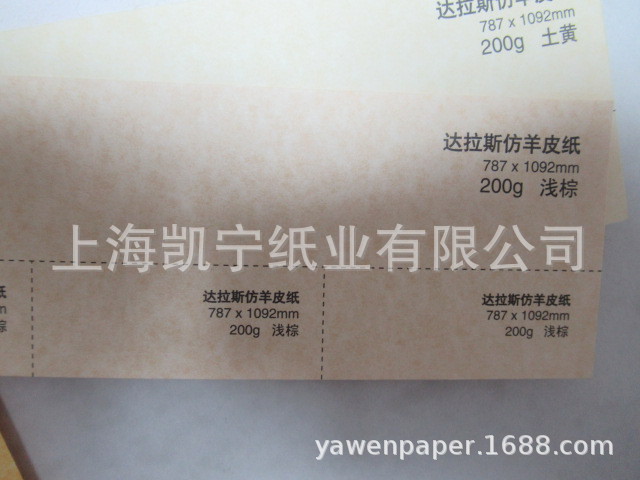 达拉斯仿羊皮纸
787 x 1092mm
200g 土黄
达拉斯仿羊皮纸
787 x 1092mm
200g 浅棕
上海凯宁纸业有限公司
纸
m
棕
达拉斯仿羊皮纸
787 x 1092mm
200g 浅棕
达拉斯仿羊皮纸
787 x 1092mm
200g 浅棕
yawenpaper.1688.com